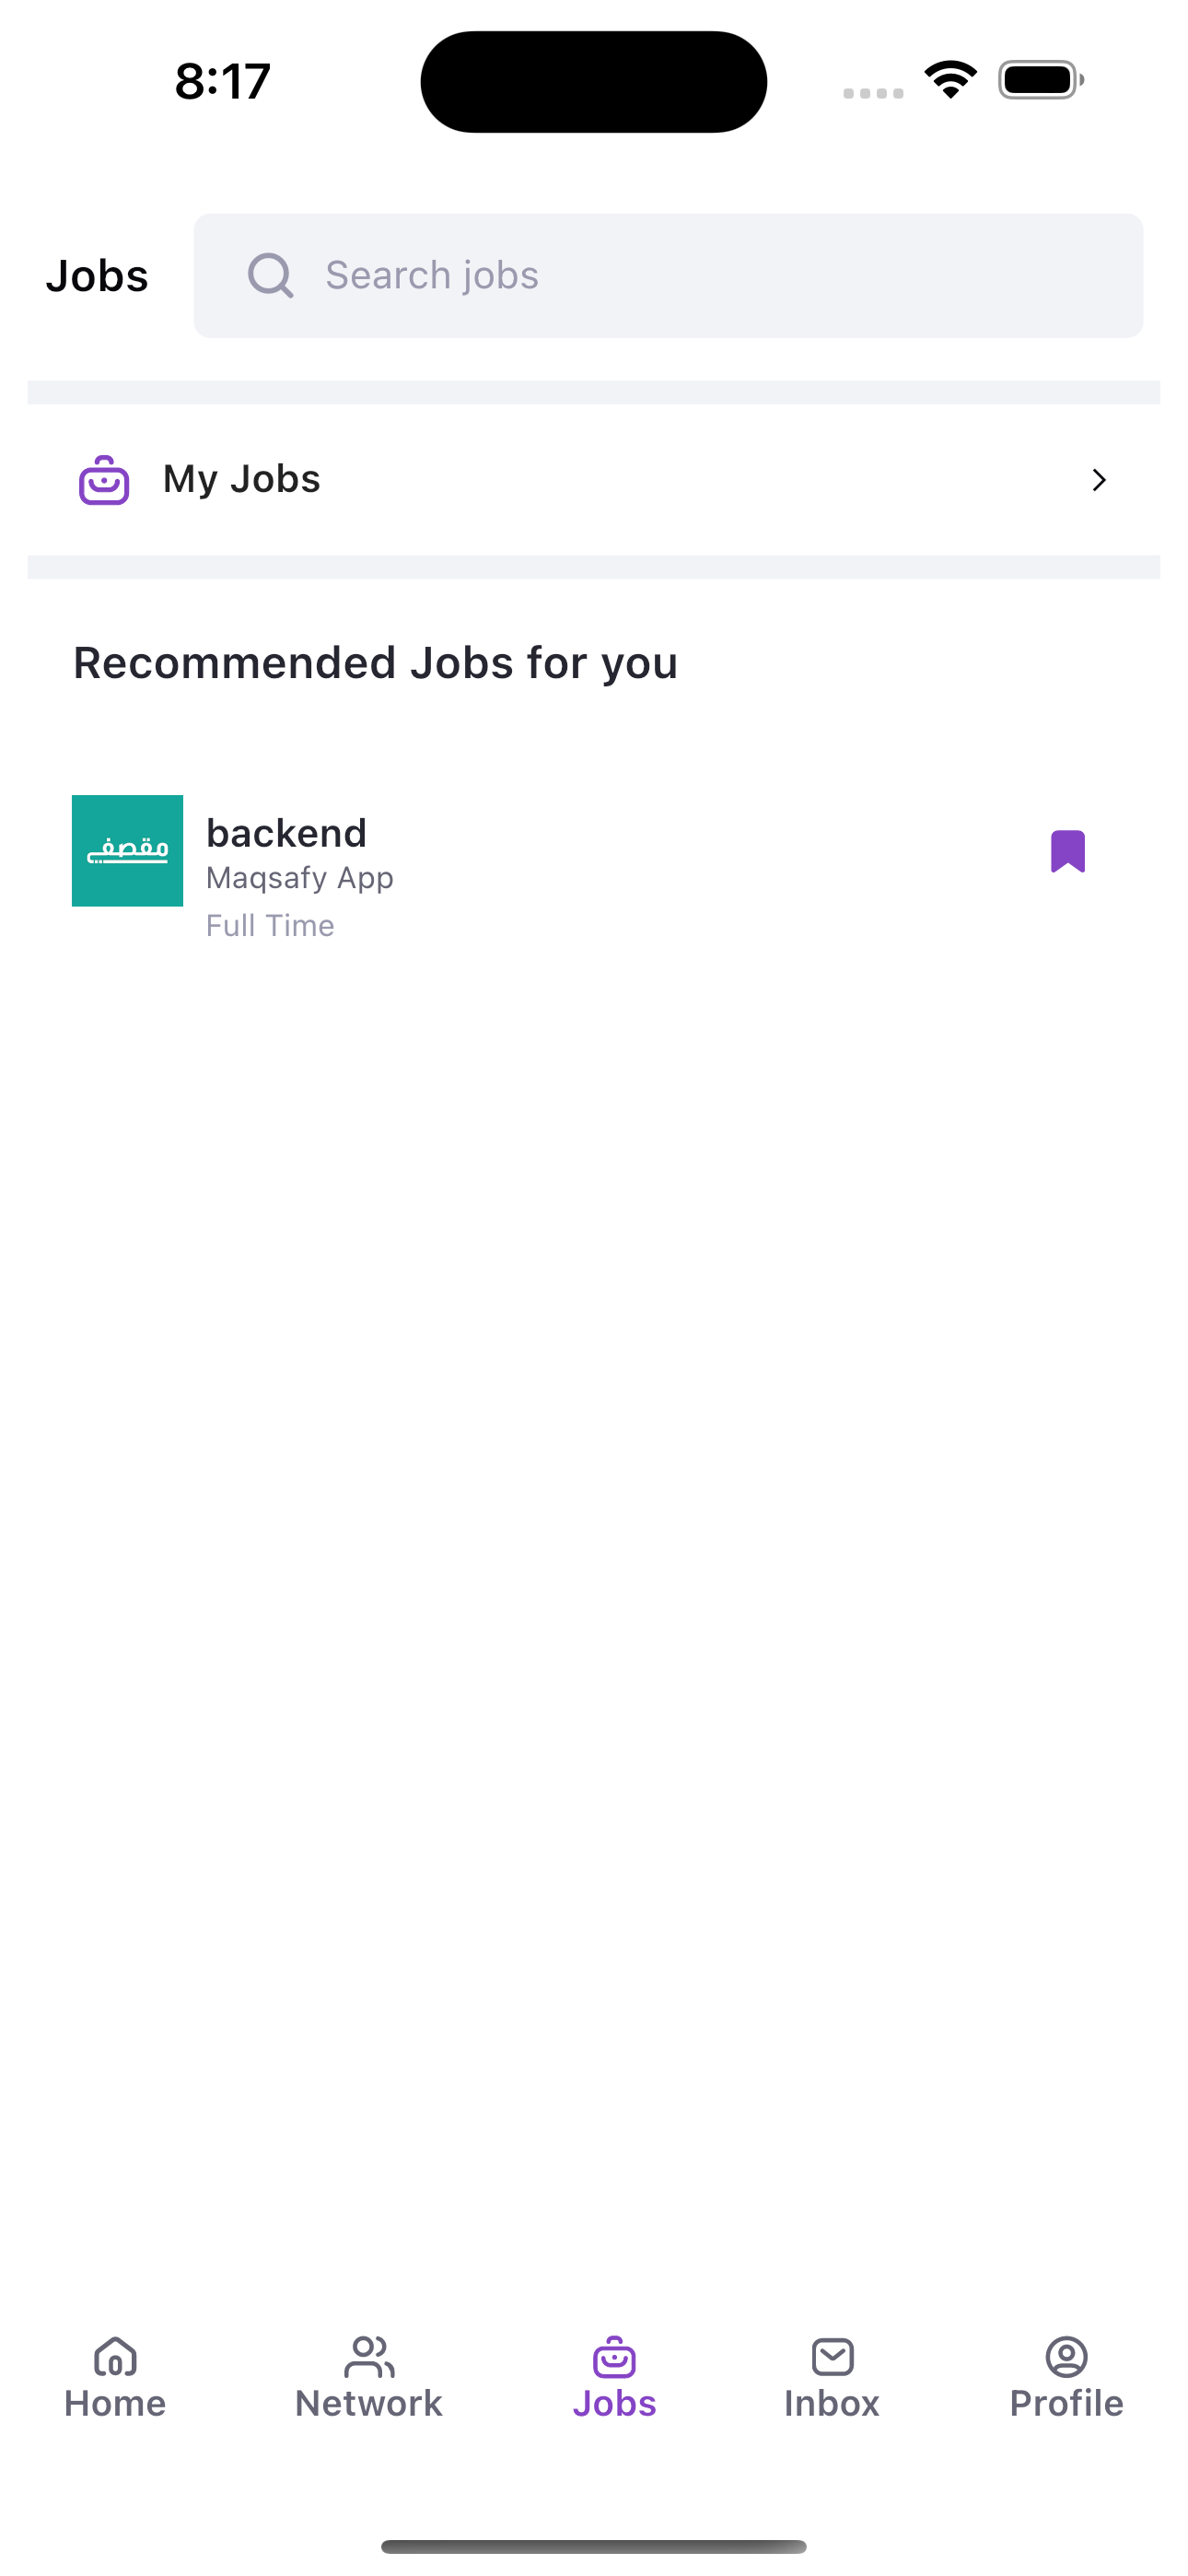 8:17
Jobs
Search jobs
My Jobs
Recommended Jobs for you
مقصفي
backend
Maqsafy App
Full Time
Home
Network
Jobs
Inbox
Profile